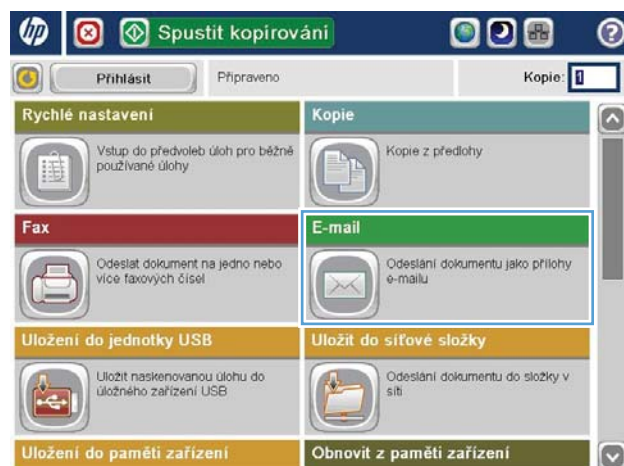 hp
Spustit kopírování
?
Přihlásit
Připraveno
Kopie: 1
Rychlé nastavení
Vstup do předvoleb úloh pro běžně
používané úlohy
Kopie
Kopie z předlohy
Fax
Odeslat dokument na jedno nebo
více faxových čísel
E-mail
Odeslání dokumentu jako přílohy
e-mailu
Uložení do jednotky USB
Uložit naskenovanou úlohu do
úložného zařízení USB
Uložit do síťové složky
Odeslání dokumentu do složky v
síti
Uložení do paměti zařízení
Obnovit z paměti zařízení